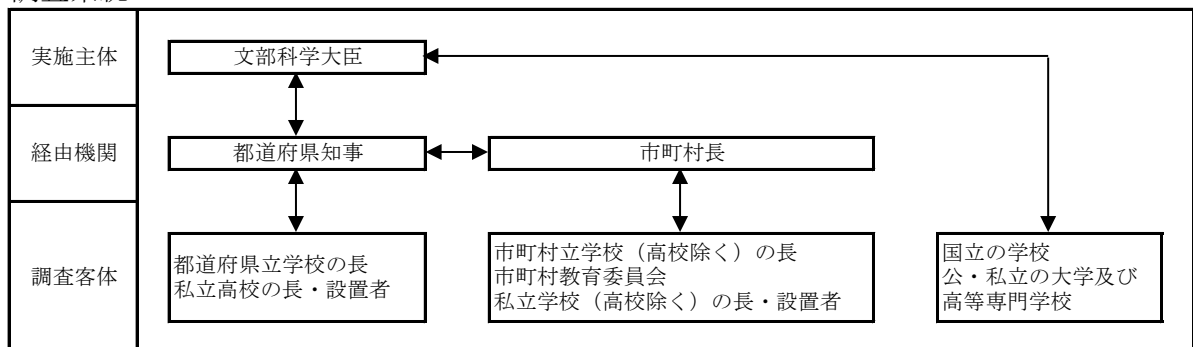 実施主体
文部科学大臣
経由機関
都道府県知事
市町村長
調査客体
都道府県立学校の長
私立高校の長・設置者
市町村立学校（高校除く）の長
市町村教育委員会
私立学校（高校除く）の長・設置者
国立の学校
公・私立の大学及び
高等専門学校